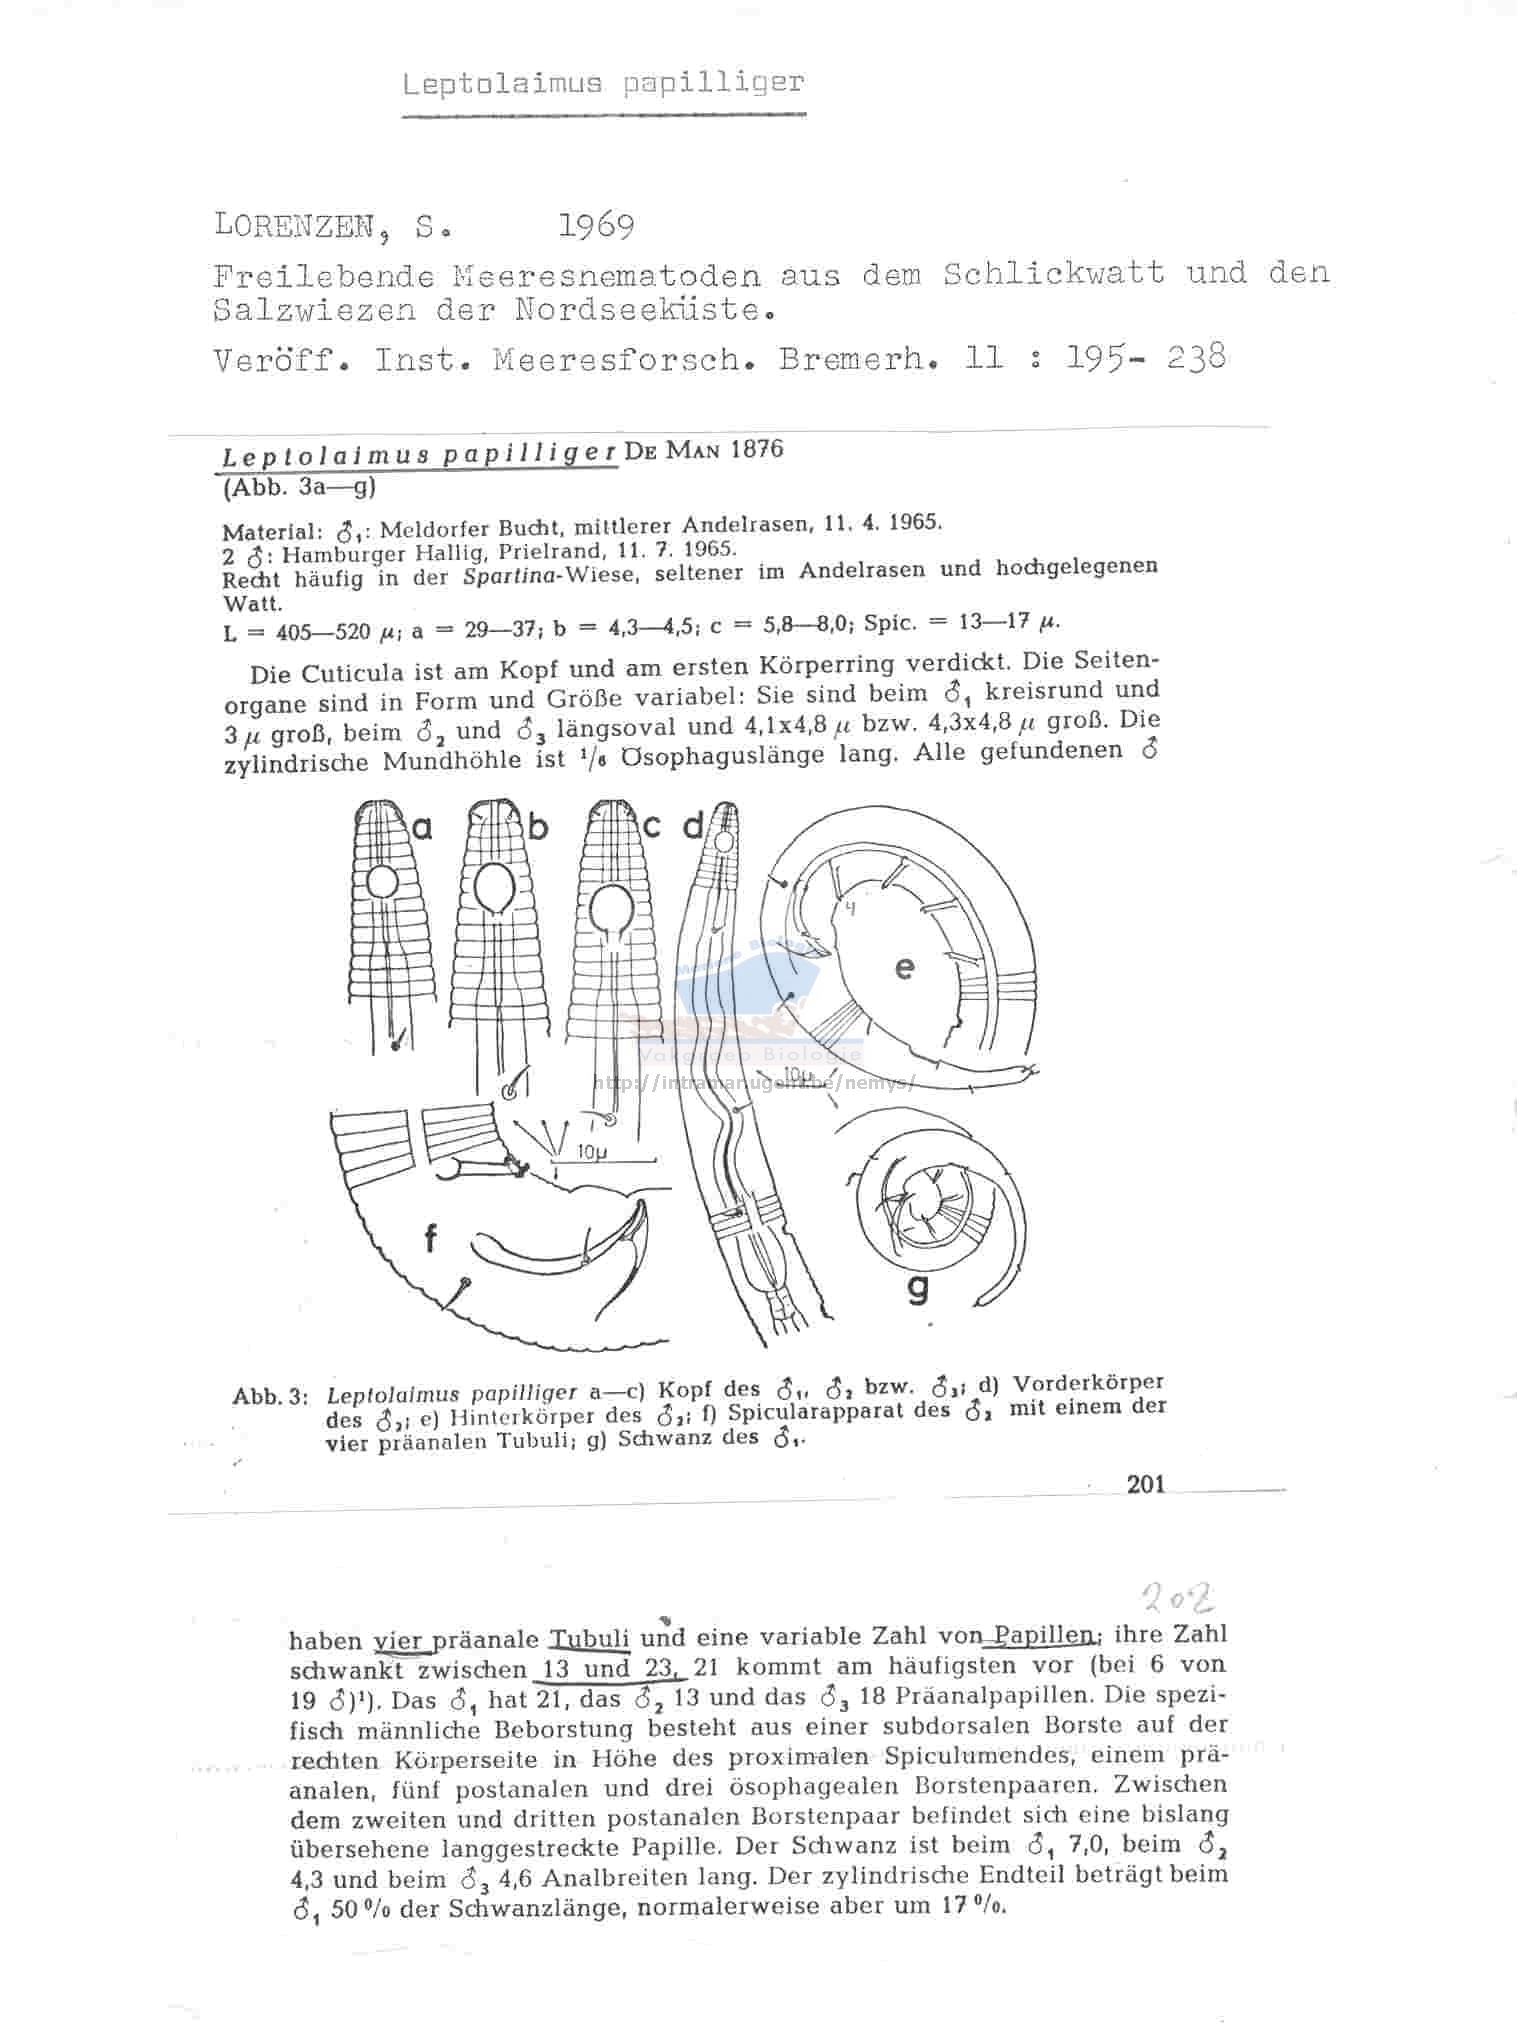 Leptolaimus papilliger
LORENZEN, S. 1969
Freilebende Meeresnematoden aus dem Schlickwatt und den
Salzwiezen der Nordseeküste.
Veröff. Inst. Meeresforsch. Bremerh. 11 : 195- 238
Leptolaimus papilliger DE MAN 1876
(Abb. 3a—g)
Material: ♂₁: Meldorfer Bucht, mittlerer Andelrasen, 11. 4. 1965.
2 ♂: Hamburger Hallig, Prielrand, 11. 7. 1965.
Recht häufig in der Spartina-Wiese, seltener im Andelrasen und hochgelegenen
Watt.
L = 405—520 µ; a = 29—37; b = 4,3—4,5; c = 5,8—8,0; Spic. = 13—17 µ.
Die Cuticula ist am Kopf und am ersten Körperring verdickt. Die Seiten-
organe sind in Form und Größe variabel: Sie sind beim ♂₁ kreisrund und
3 µ groß, beim ♂₂ und ♂₃ längsoval und 4,1x4,8 µ bzw. 4,3x4,8 µ groß. Die
zylindrische Mundhöhle ist ¹/₆ Ösophaguslänge lang. Alle gefundenen ♂
a b c d
e
Mariene Biologie
Vakgroep Biologie
http://intramar.ugent.be/nemys/
10µ
10µ
f
g
Abb. 3: Leptolaimus papilliger a—c) Kopf des ♂₁, ♂₂ bzw. ♂₃; d) Vorderkörper
des ♂₂; e) Hinterkörper des ♂₂; f) Spicularapparat des ♂₂ mit einem der
vier präanalen Tubuli; g) Schwanz des ♂₁.
201
202
haben vier präanale Tubuli und eine variable Zahl von Papillen; ihre Zahl
schwankt zwischen 13 und 23, 21 kommt am häufigsten vor (bei 6 von
19 ♂)¹). Das ♂₁ hat 21, das ♂₂ 13 und das ♂₃ 18 Präanalpapillen. Die spezi-
fisch männliche Beborstung besteht aus einer subdorsalen Borste auf der
rechten Körperseite in Höhe des proximalen Spiculumendes, einem prä-
analen, fünf postanalen und drei ösophagealen Borstenpaaren. Zwischen
dem zweiten und dritten postanalen Borstenpaar befindet sich eine bislang
übersehene langgestreckte Papille. Der Schwanz ist beim ♂₁ 7,0, beim ♂₂
4,3 und beim ♂₃ 4,6 Analbreiten lang. Der zylindrische Endteil beträgt beim
♂₁ 50 % der Schwanzlänge, normalerweise aber um 17 %.